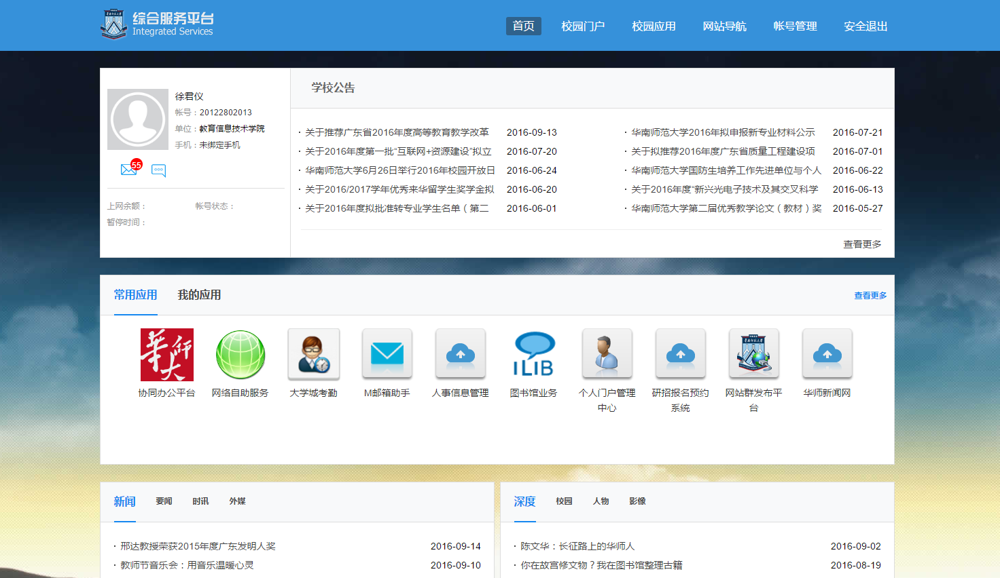 综合服务平台
Integrated Services
首页 校园门户 校园应用 网站导航 帐号管理 安全退出
徐君仪
帐号：20122802013
单位：教育信息技术学院
手机：未绑定手机
55
上网余额： 帐号状态：
暂停时间：
学校公告
· 关于推荐广东省2016年度高等教育教学改革 2016-09-13
· 关于2016年度第一批“互联网+资源建设”拟立 2016-07-20
· 华南师范大学6月26日举行2016年校园开放日 2016-06-24
· 关于2016/2017学年优秀来华留学生奖学金拟 2016-06-20
· 关于2016年度拟批准转专业学生名单（第二 2016-06-01
· 华南师范大学2016年拟申报新专业材料公示 2016-07-21
· 关于拟推荐2016年度广东省质量工程建设项 2016-07-01
· 华南师范大学国防生培养工作先进单位与个人 2016-06-22
· 关于2016年度“新兴光电子技术及其交叉科学 2016-06-13
· 华南师范大学第二届优秀教学论文（教材）奖 2016-05-27
查看更多
常用应用 我的应用 查看更多
华师大
ILIB
协同办公平台 网络自助服务 大学城考勤 M邮箱助手 人事信息管理 图书馆业务 个人门户管理中心 研招报名预约系统 网站群发布平台 华师新闻网
新闻 要闻 时讯 外媒
· 邢达教授荣获2015年度广东发明人奖 2016-09-14
· 教师节音乐会：用音乐温暖心灵 2016-09-10
深度 校园 人物 影像
· 陈文华：长征路上的华师人 2016-09-02
· 你在故宫修文物？我在图书馆整理古籍 2016-08-19